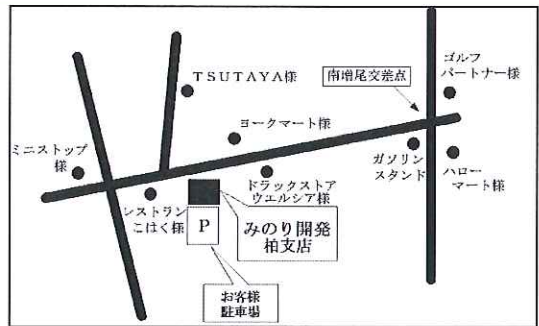 ゴルフ
パートナー様
南増尾交差点
TSUTAYA様
ヨークマート様
ミニストップ
様
ガソリン
スタンド
ハロー
マート様
ドラックストア
ウエルシア様
レストラン
こはく様
みのり開発
柏支店
P
お客様
駐車場